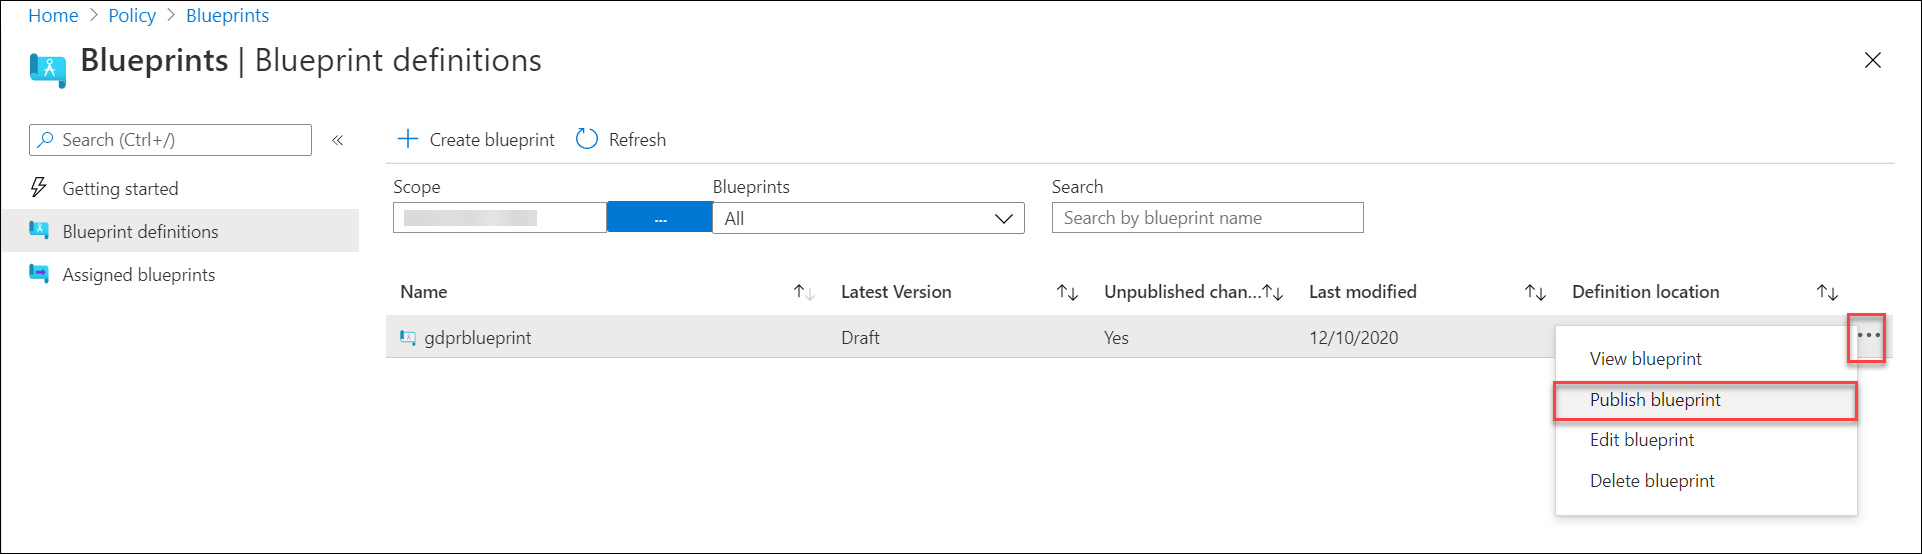 Home > Policy > Blueprints
Blueprints | Blueprint definitions
Search (Ctrl+/)
«
Getting started
Blueprint definitions
Assigned blueprints
Create blueprint Refresh
Scope Blueprints Search
... All Search by blueprint name
Name Latest Version Unpublished chan... Last modified Definition location
gdprblueprint Draft Yes 12/10/2020 •••
View blueprint
Publish blueprint
Edit blueprint
Delete blueprint